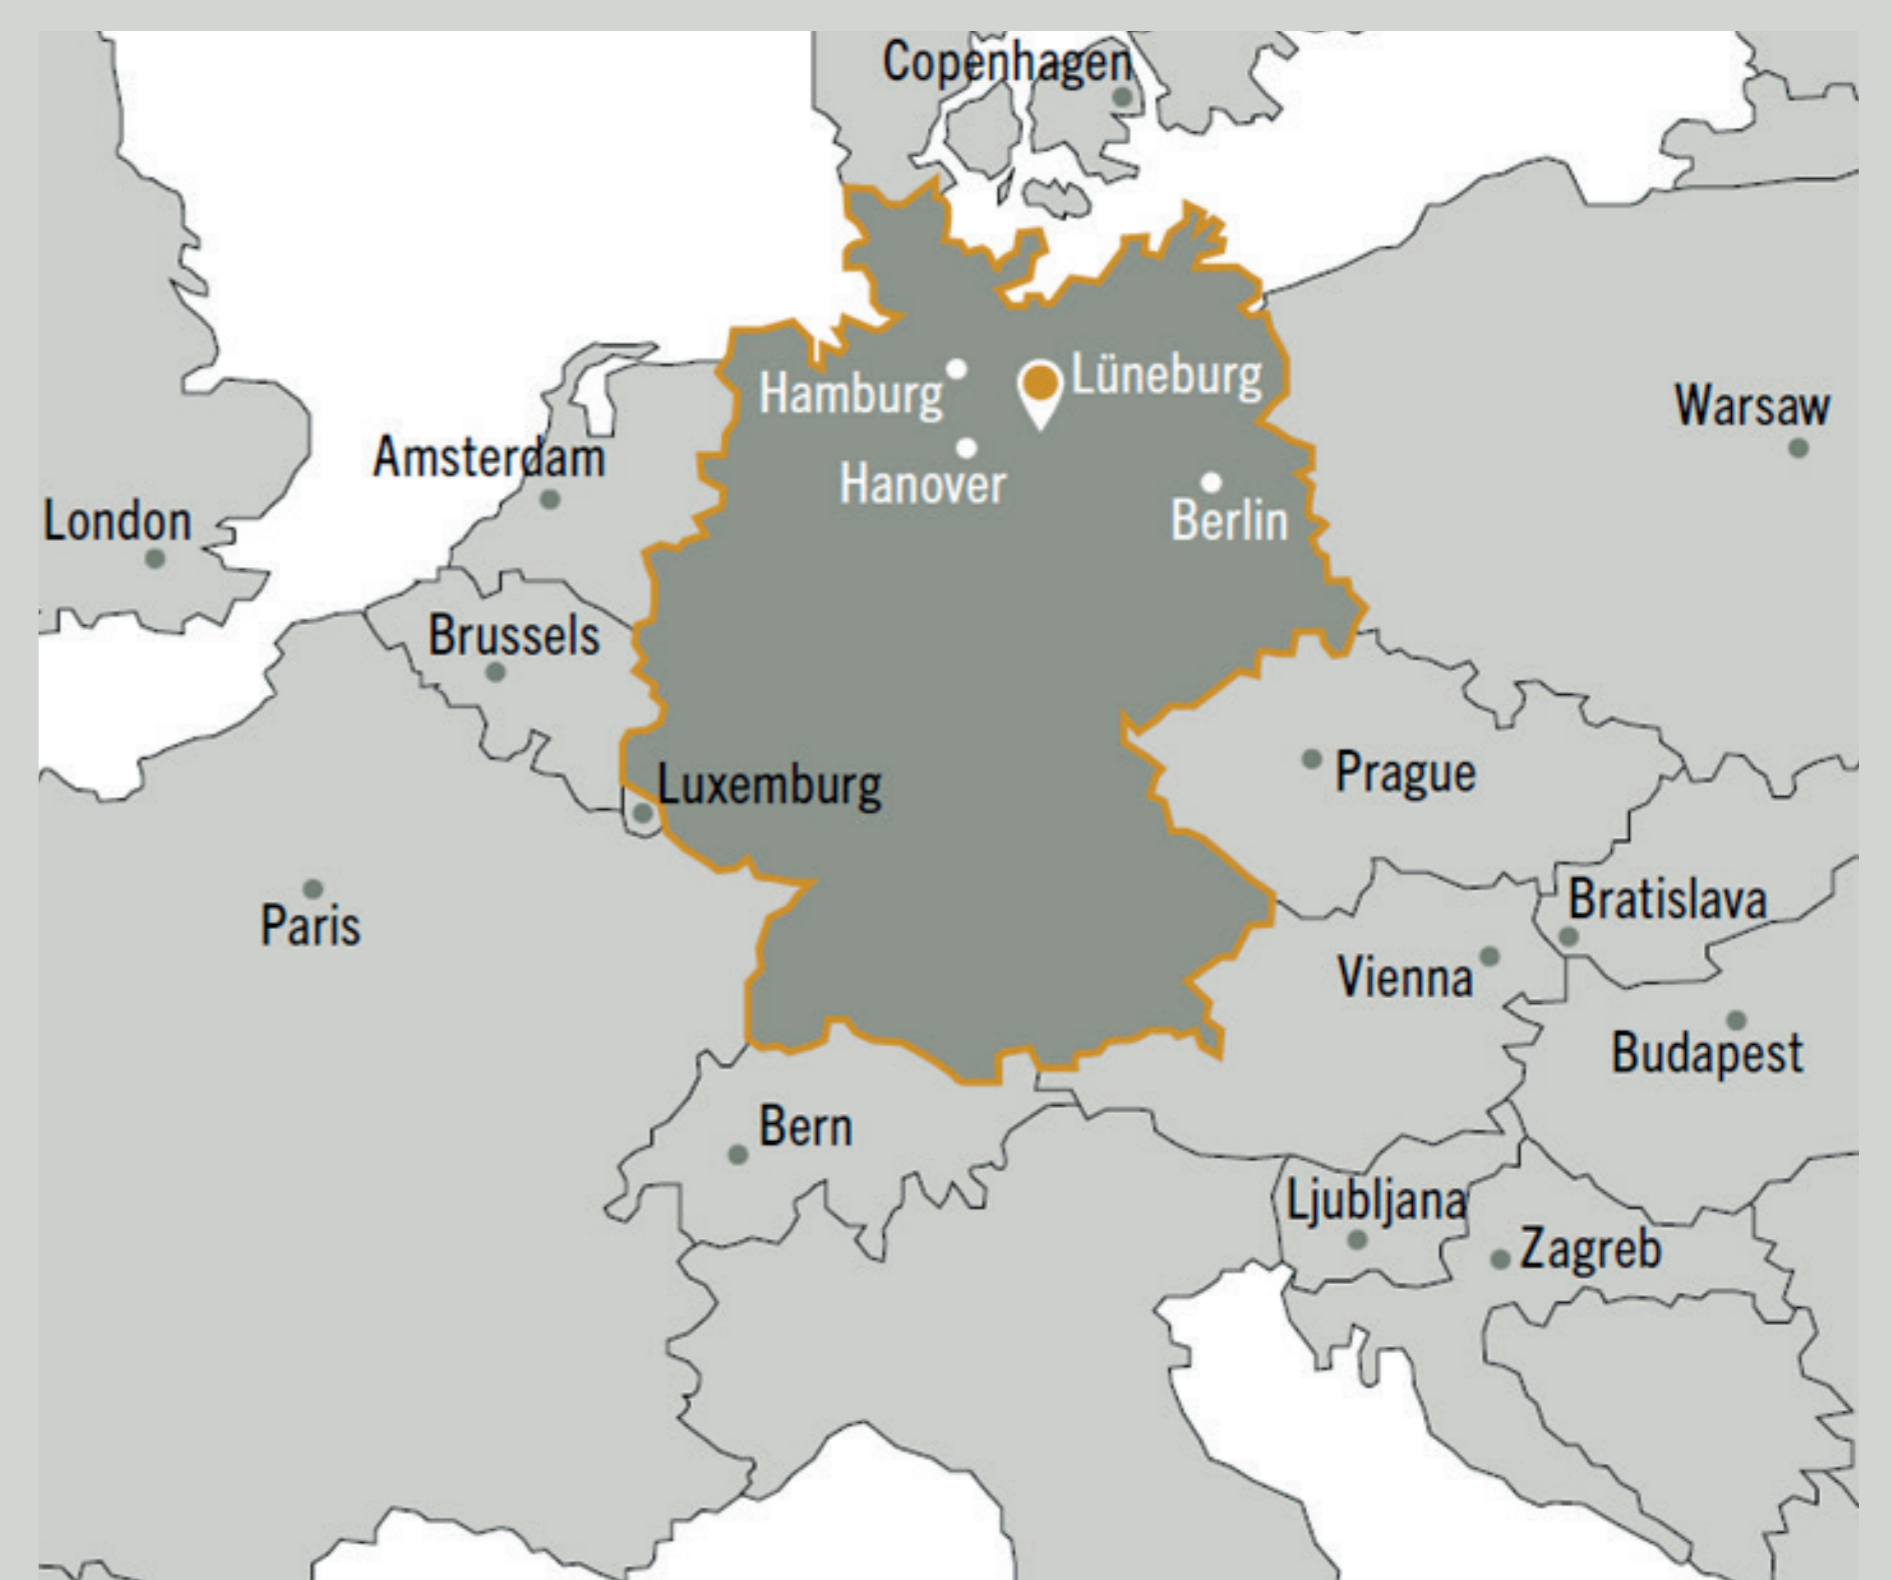 Copenhagen
Hamburg
Lüneburg
Warsaw
Amsterdam
Hanover
London
Berlin
Brussels
Prague
Luxemburg
Bratislava
Paris
Vienna
Budapest
Bern
Ljubljana
Zagreb